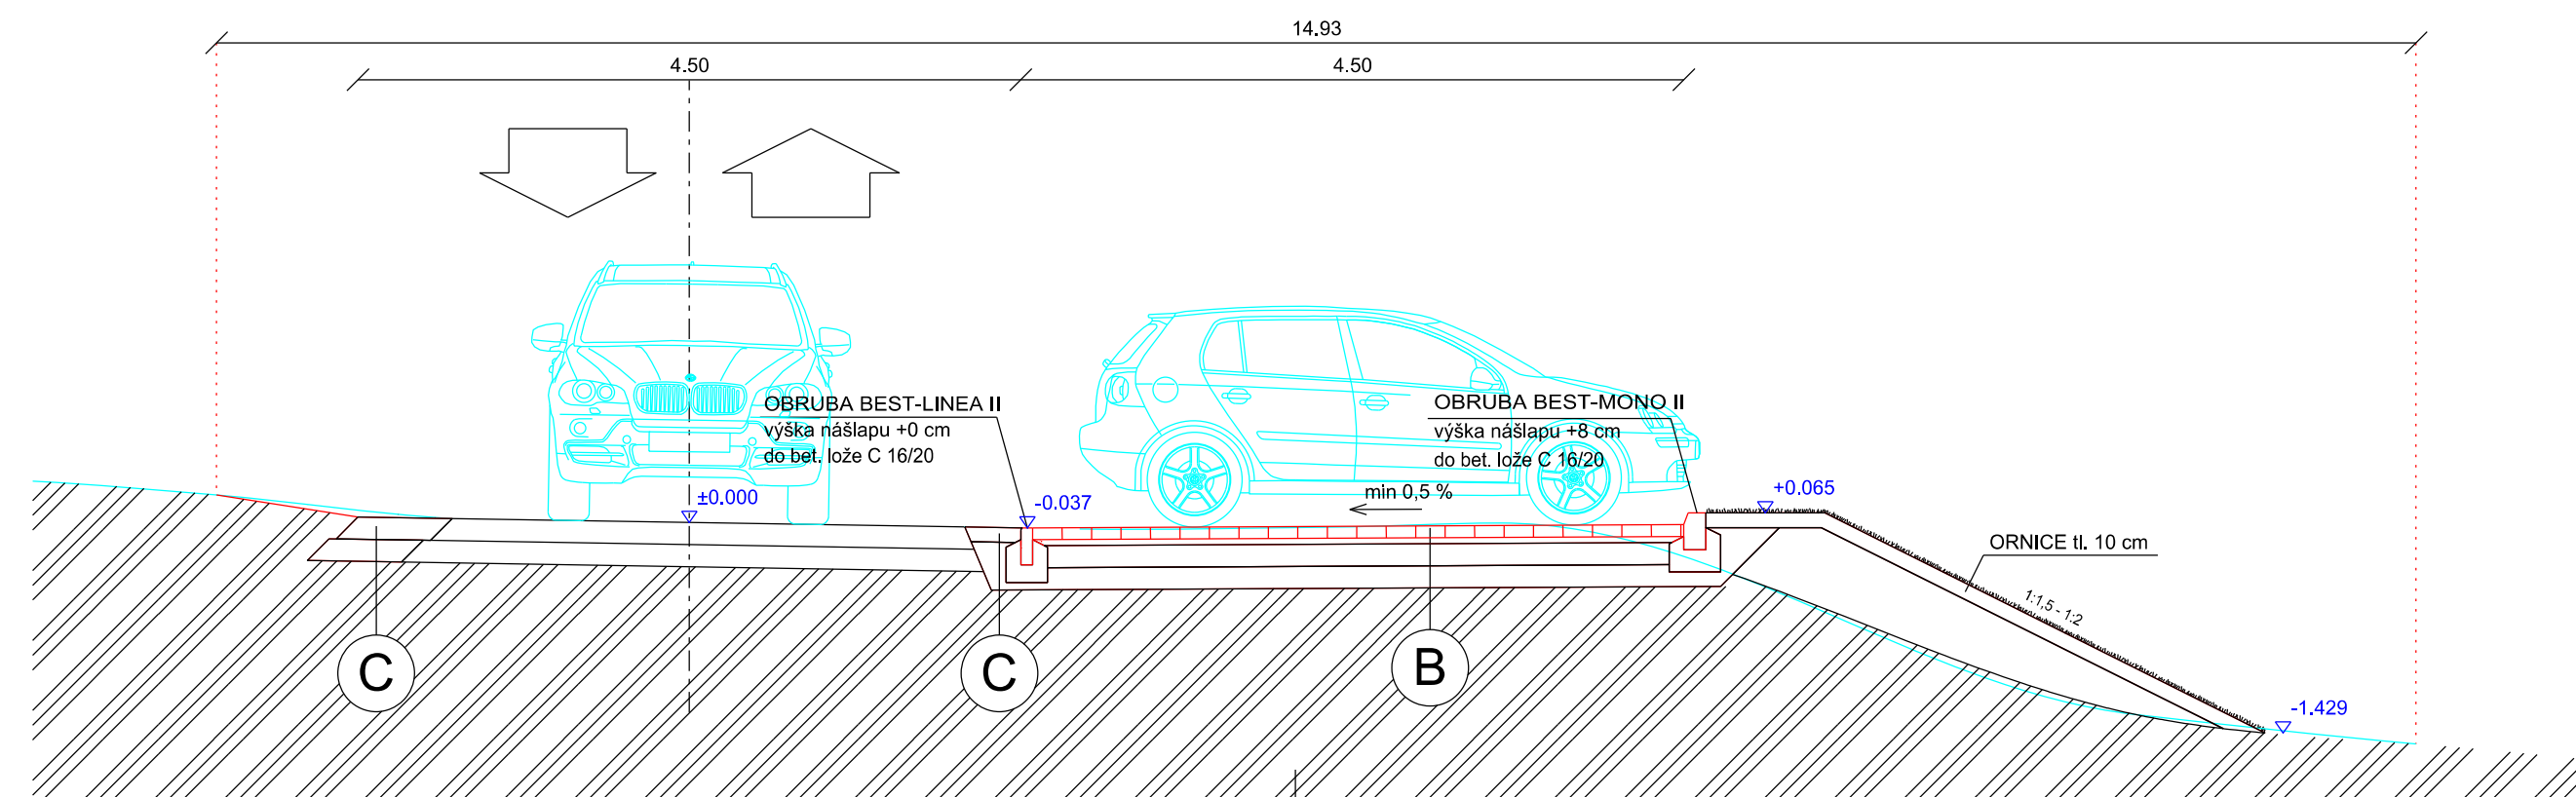 14.93
4.50
4.50
OBRUBA BEST-LINEA II
výška nášlapu +0 cm
do bet. lože C 16/20
OBRUBA BEST-MONO II
výška nášlapu +8 cm
do bet. lože C 16/20
±0.000
-0.037
min 0,5 %
+0.065
ORNICE tl. 10 cm
1:1,5 - 1:2
-1.429
C
C
B